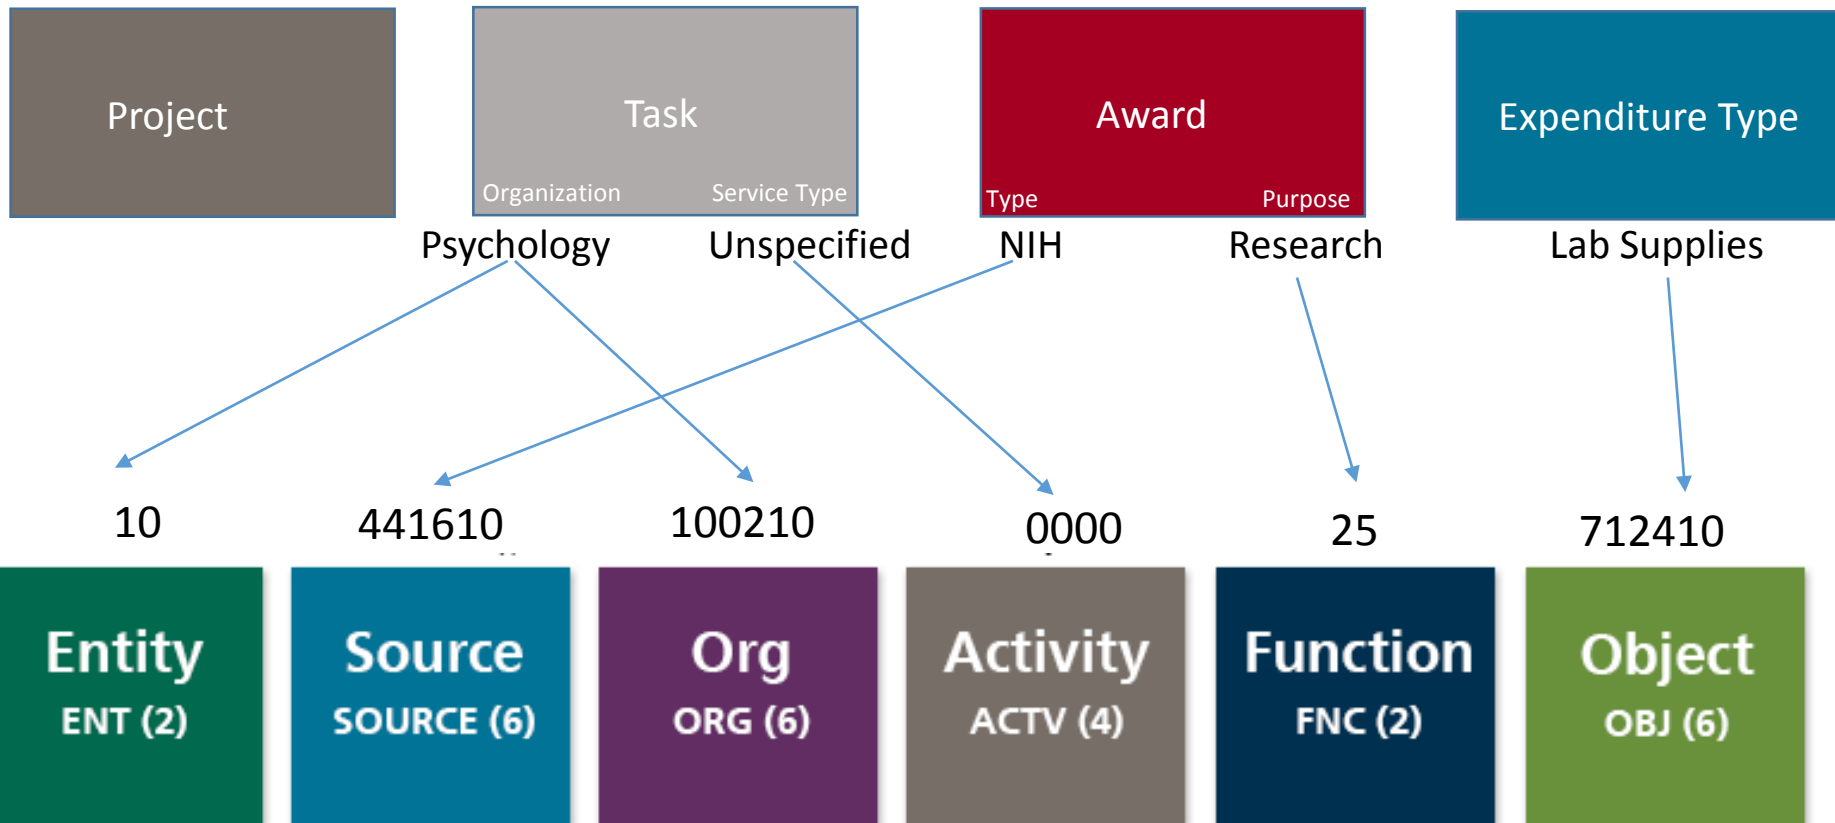 Project
Task
Award
Expenditure Type
Organization Service Type
Type Purpose
Psychology Unspecified NIH Research Lab Supplies
10 441610 100210 0000 25 712410
Entity Source Org Activity Function Object
ENT (2) SOURCE (6) ORG (6) ACTV (4) FNC (2) OBJ (6)